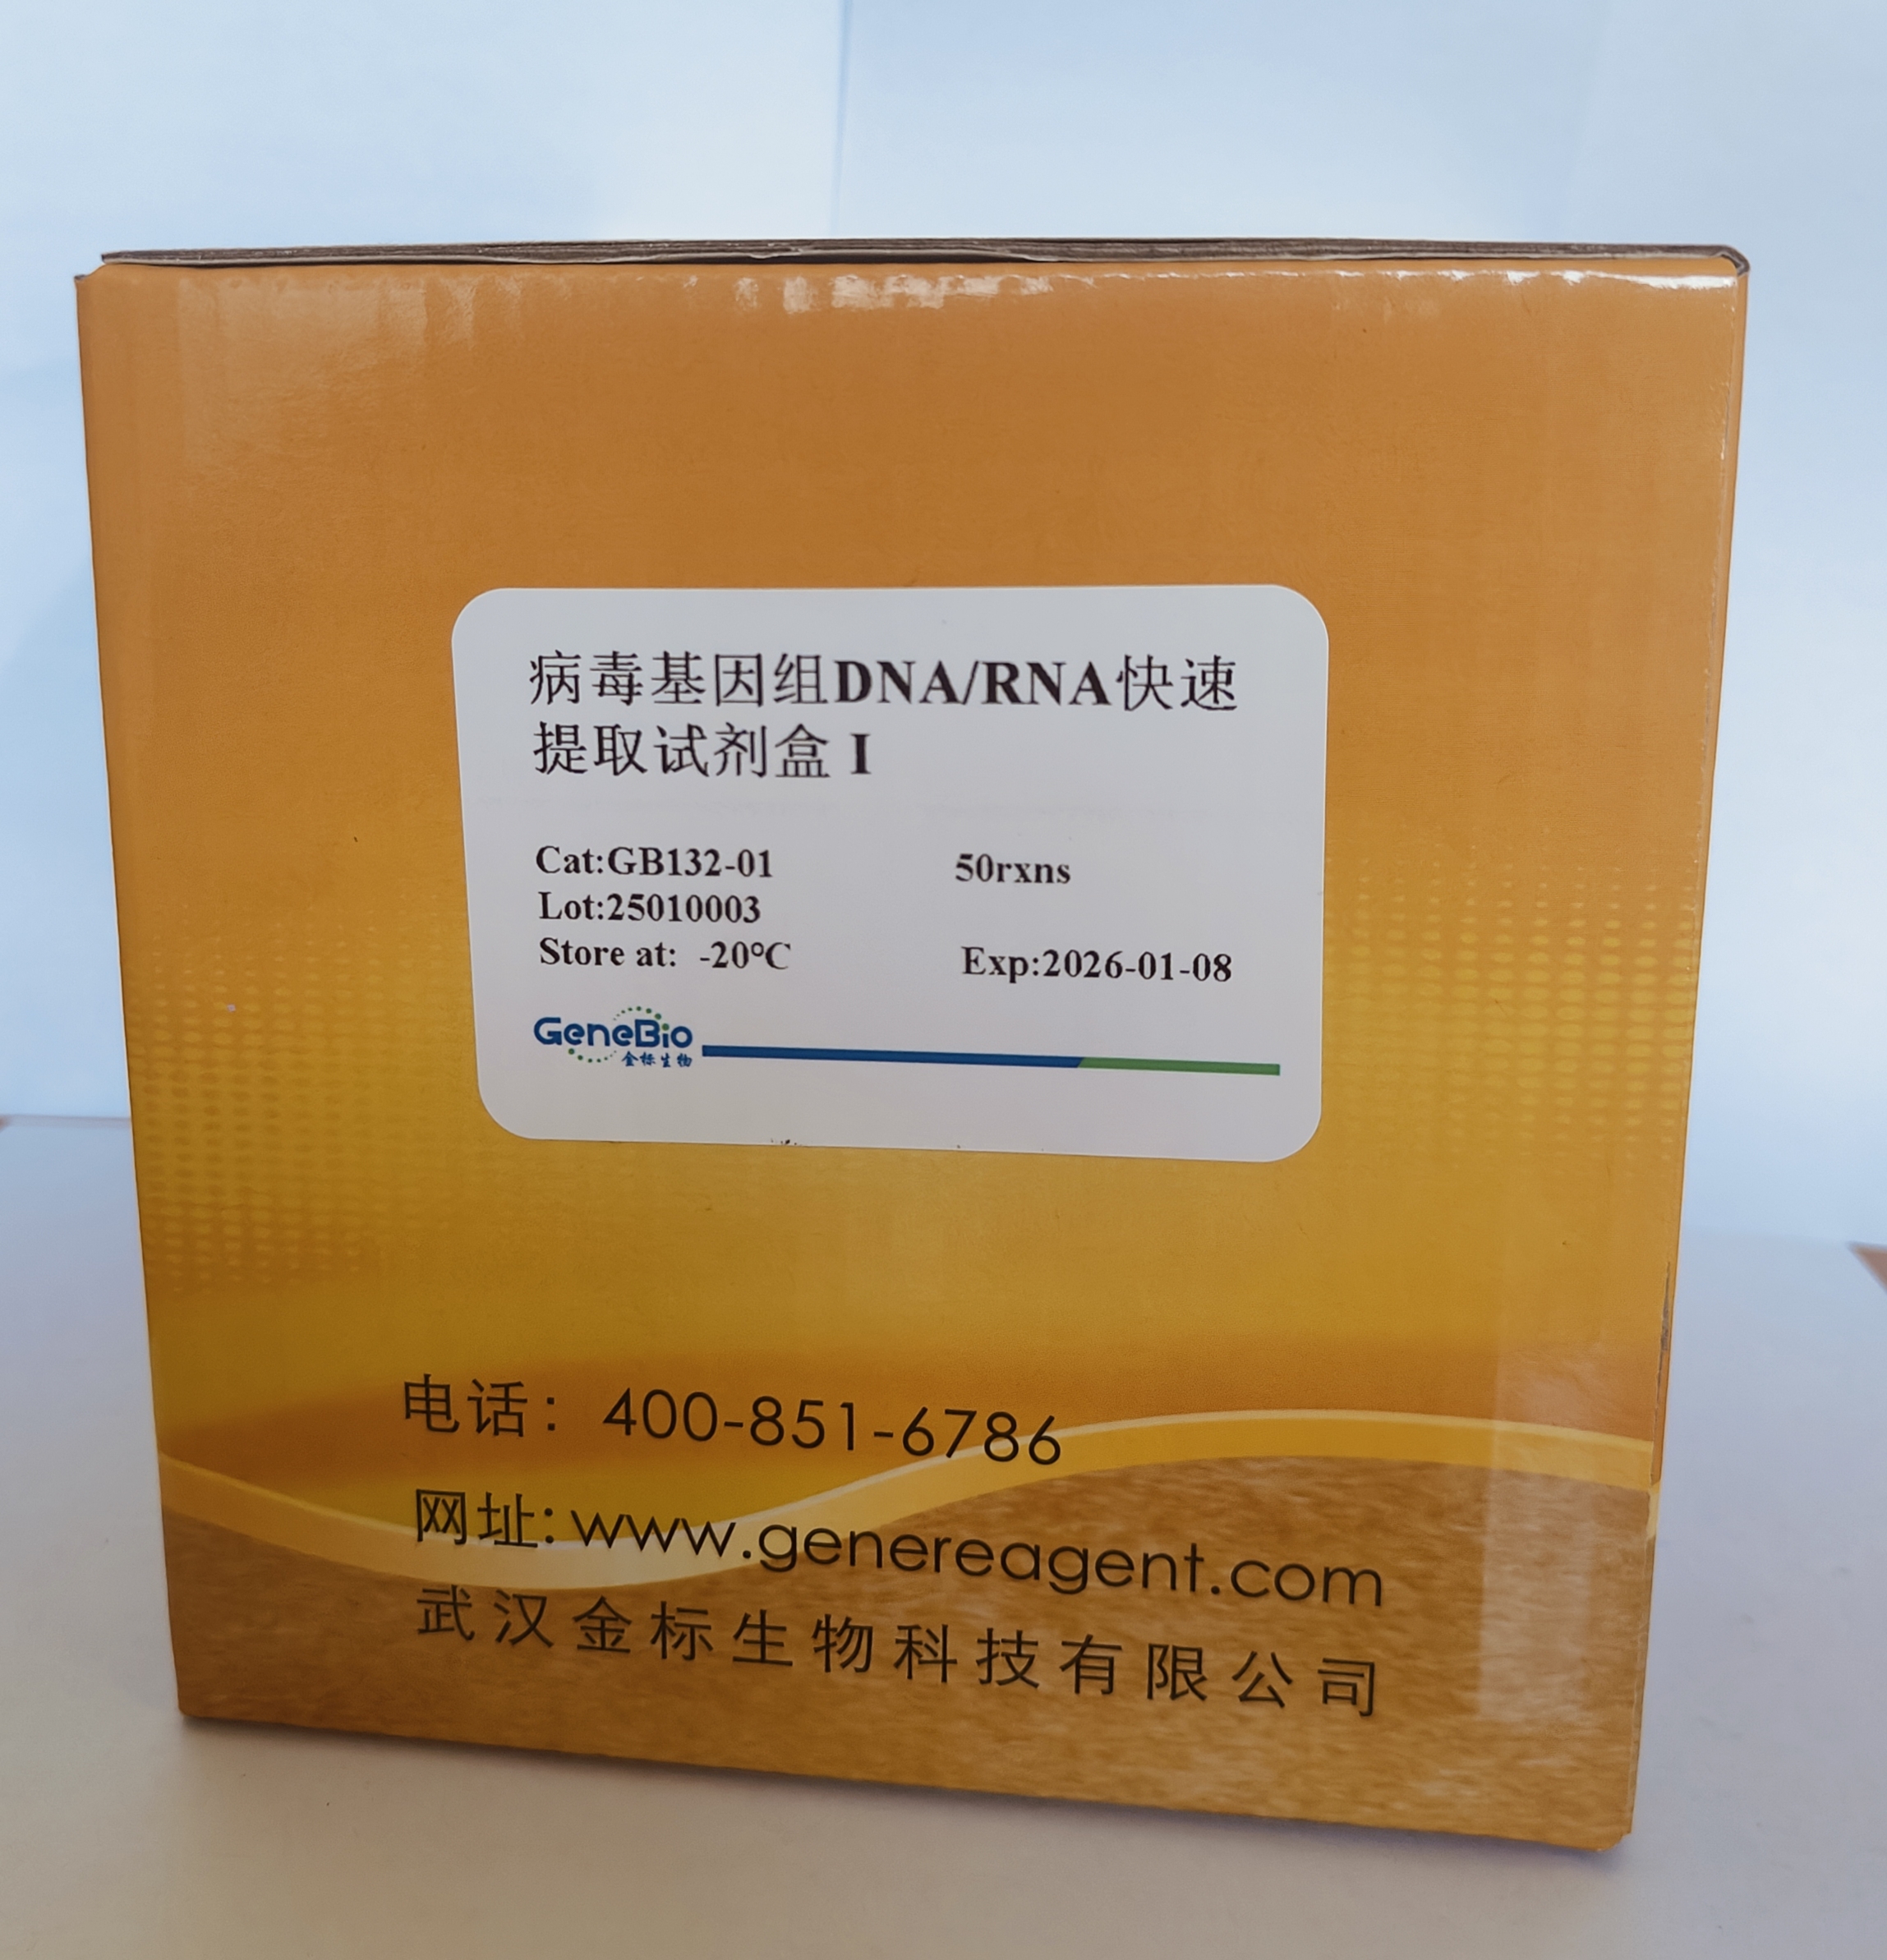 病毒基因组DNA/RNA快速
提取试剂盒 I
Cat:GB132-01 50rxns
Lot:25010003
Store at: -20°C Exp:2026-01-08
GeneBio
金标生物
电话：400-851-6786
网址:www.genereagent.com
武汉金标生物科技有限公司